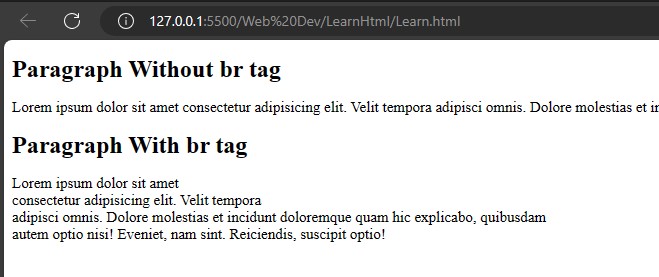 127.0.0.1:5500/Web%20Dev/LearnHtml/Learn.html
Paragraph Without br tag
Lorem ipsum dolor sit amet consectetur adipisicing elit. Velit tempora adipisci omnis. Dolore molestias et
Paragraph With br tag
Lorem ipsum dolor sit amet
consectetur adipisicing elit. Velit tempora
adipisci omnis. Dolore molestias et incidunt doloremque quam hic explicabo, quibusdam
autem optio nisi! Eveniet, nam sint. Reiciendis, suscipit optio!